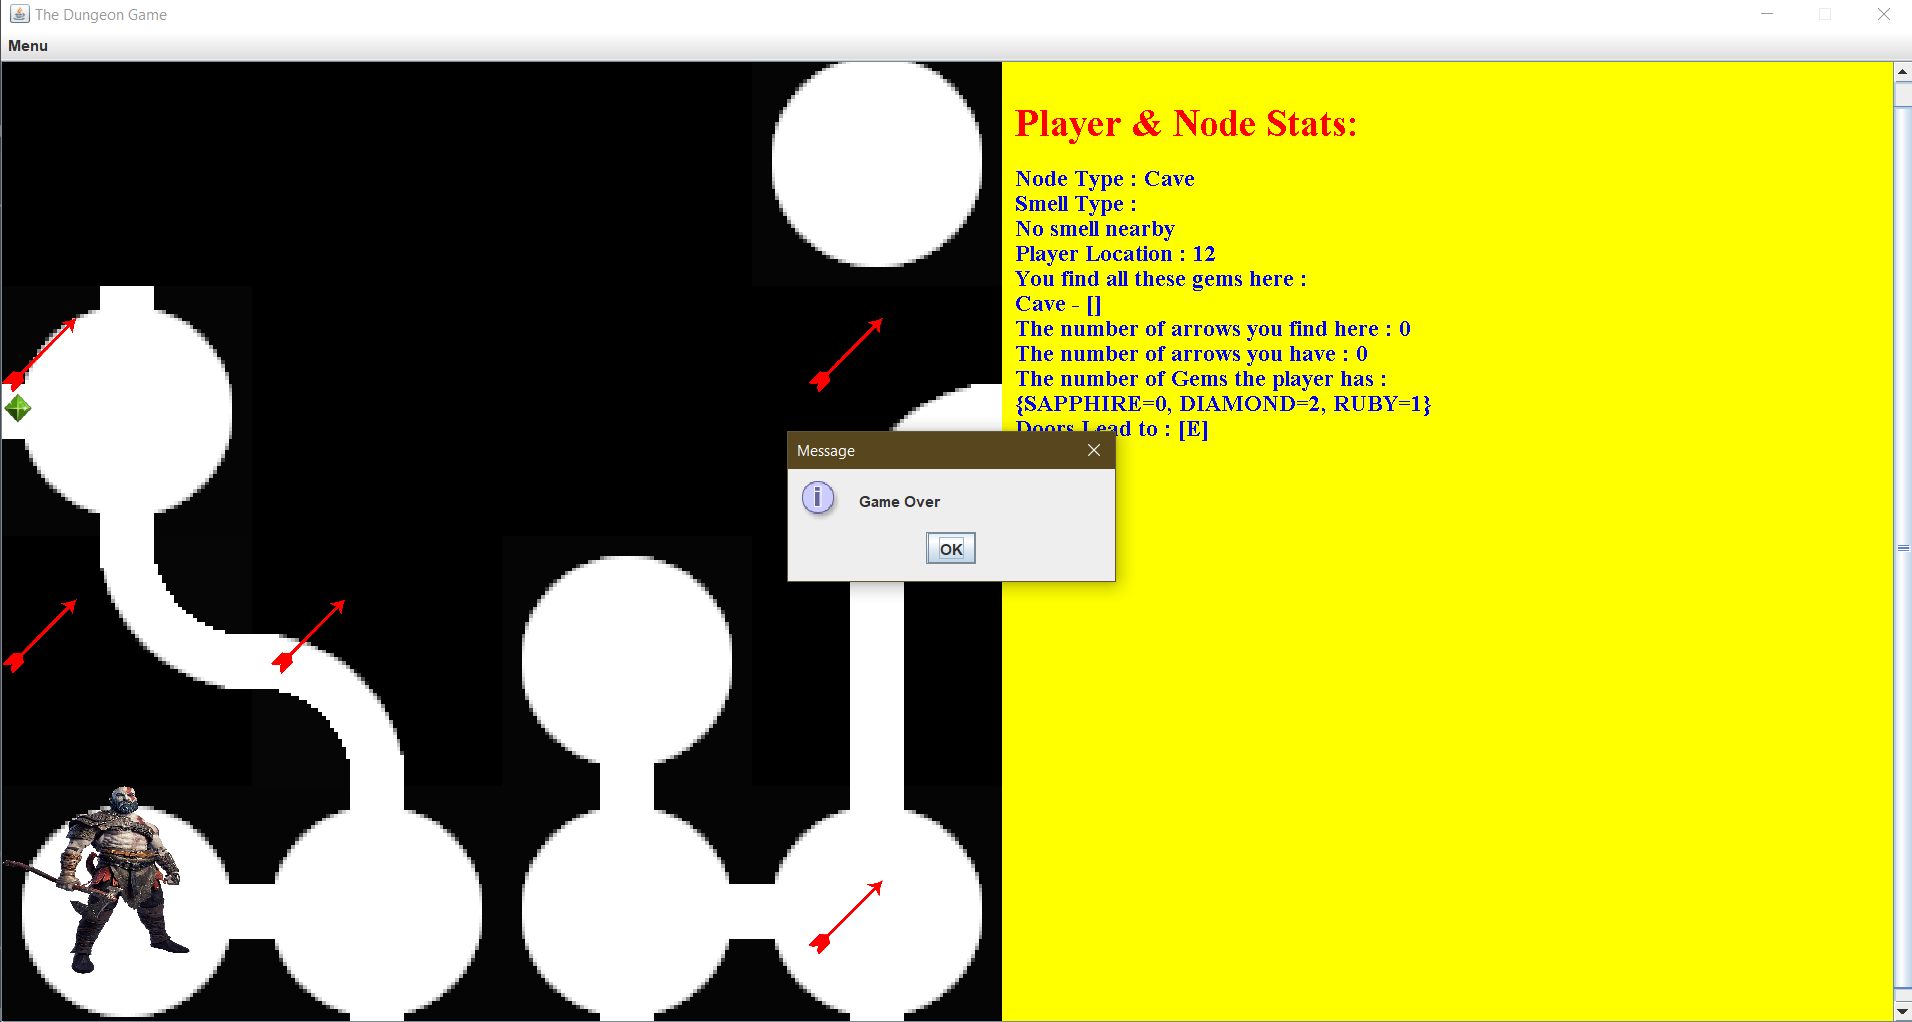 The Dungeon Game
Menu
Player & Node Stats:
Node Type : Cave
Smell Type :
No smell nearby
Player Location : 12
You find all these gems here :
Cave - []
The number of arrows you find here : 0
The number of arrows you have : 0
The number of Gems the player has :
{SAPPHIRE=0, DIAMOND=2, RUBY=1}
Doors Lead to : [E]
Message
Game Over
OK